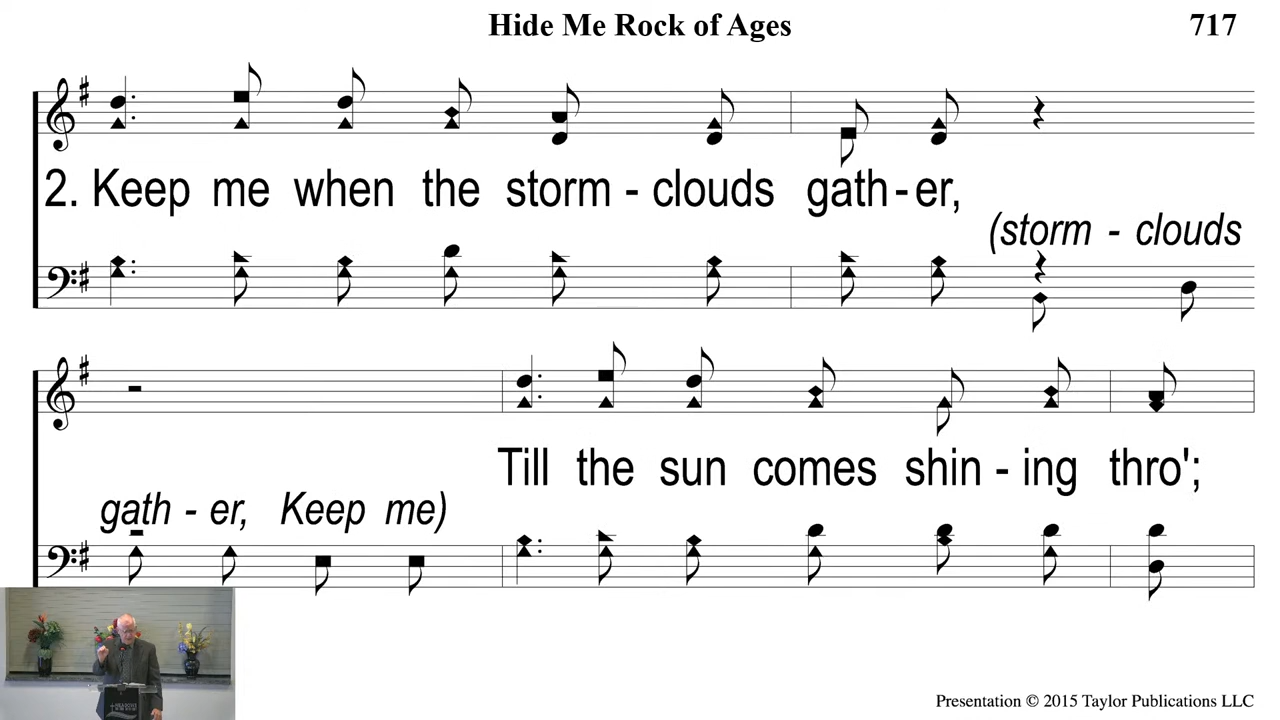 Hide Me Rock of Ages 717
2. Keep me when the storm - clouds gath - er,
(storm - clouds
Till the sun comes shin - ing thro';
gath - er, Keep me)
Presentation © 2015 Taylor Publications LLC